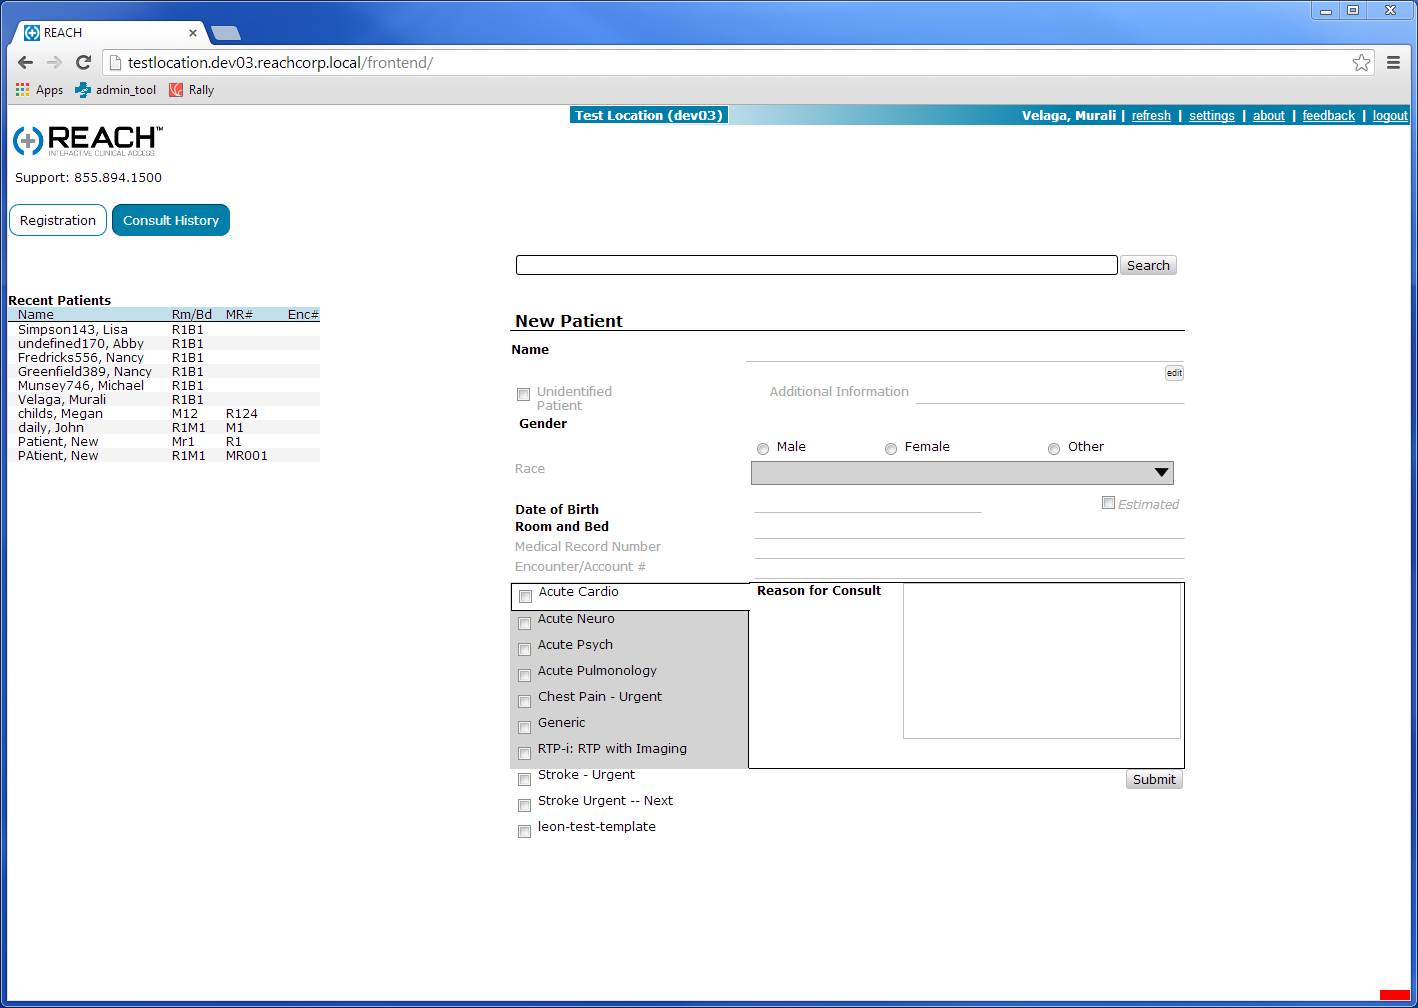 REACH
testlocation.dev03.reachcorp.local/frontend/
Apps admin_tool Rally
Test Location (dev03) Velaga, Murali | refresh | settings | about | feedback | logout
REACH™
INTERACTIVE CLINICAL ACCESS
Support: 855.894.1500
Registration Consult History
Search
Recent Patients
Name Rm/Bd MR# Enc#
Simpson143, Lisa R1B1
undefined170, Abby R1B1
Fredricks556, Nancy R1B1
Greenfield389, Nancy R1B1
Munsey746, Michael R1B1
Velaga, Murali R1B1
childs, Megan M12 R124
daily, John R1M1 M1
Patient, New Mr1 R1
PAtient, New R1M1 MR001
New Patient
Name
edit
Unidentified Patient Additional Information
Gender
Male Female Other
Race
Estimated
Date of Birth
Room and Bed
Medical Record Number
Encounter/Account #
Acute Cardio Reason for Consult
Acute Neuro
Acute Psych
Acute Pulmonology
Chest Pain - Urgent
Generic
RTP-i: RTP with Imaging
Stroke - Urgent Submit
Stroke Urgent -- Next
leon-test-template